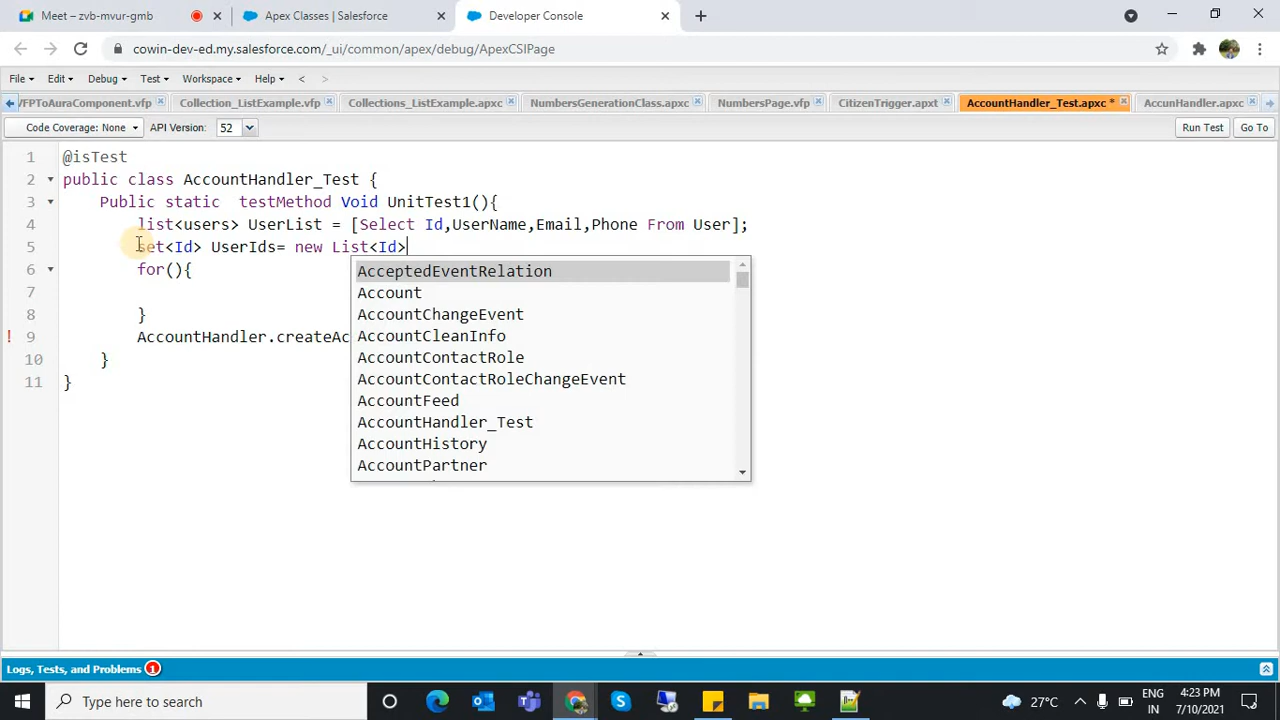 Meet – zvb-mvur-gmb
Apex Classes | Salesforce
Developer Console
cowin-dev-ed.my.salesforce.com/_ui/common/apex/debug/ApexCSIPage
File Edit Debug Test Workspace Help < >
VFPToAuraComponent.vfp Collection_ListExample.vfp Collections_ListExample.apxc NumbersGenerationClass.apxc NumbersPage.vfp CitizenTrigger.apxt AccountHandler_Test.apxc * AccunHandler.apxc
Code Coverage: None API Version: 52 Run Test Go To
1 @isTest
2 public class AccountHandler_Test {
3 Public static testMethod Void UnitTest1(){
4 list<users> UserList = [Select Id,UserName,Email,Phone From User];
5 set<Id> UserIds= new List<Id>
6 for(){
7
8 }
! 9 AccountHandler.createAc
10 }
11 }
AcceptedEventRelation
Account
AccountChangeEvent
AccountCleanInfo
AccountContactRole
AccountContactRoleChangeEvent
AccountFeed
AccountHandler_Test
AccountHistory
AccountPartner
Logs, Tests, and Problems 1
Type here to search
27°C
ENG
IN
4:23 PM
7/10/2021